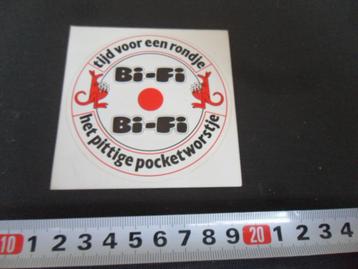 tijd voor een rondje
Bi-Fi
Bi-Fi
het pittige pocketworstje
10 1 2 3 4 5 6 7 8 9 20 1 2 3 4